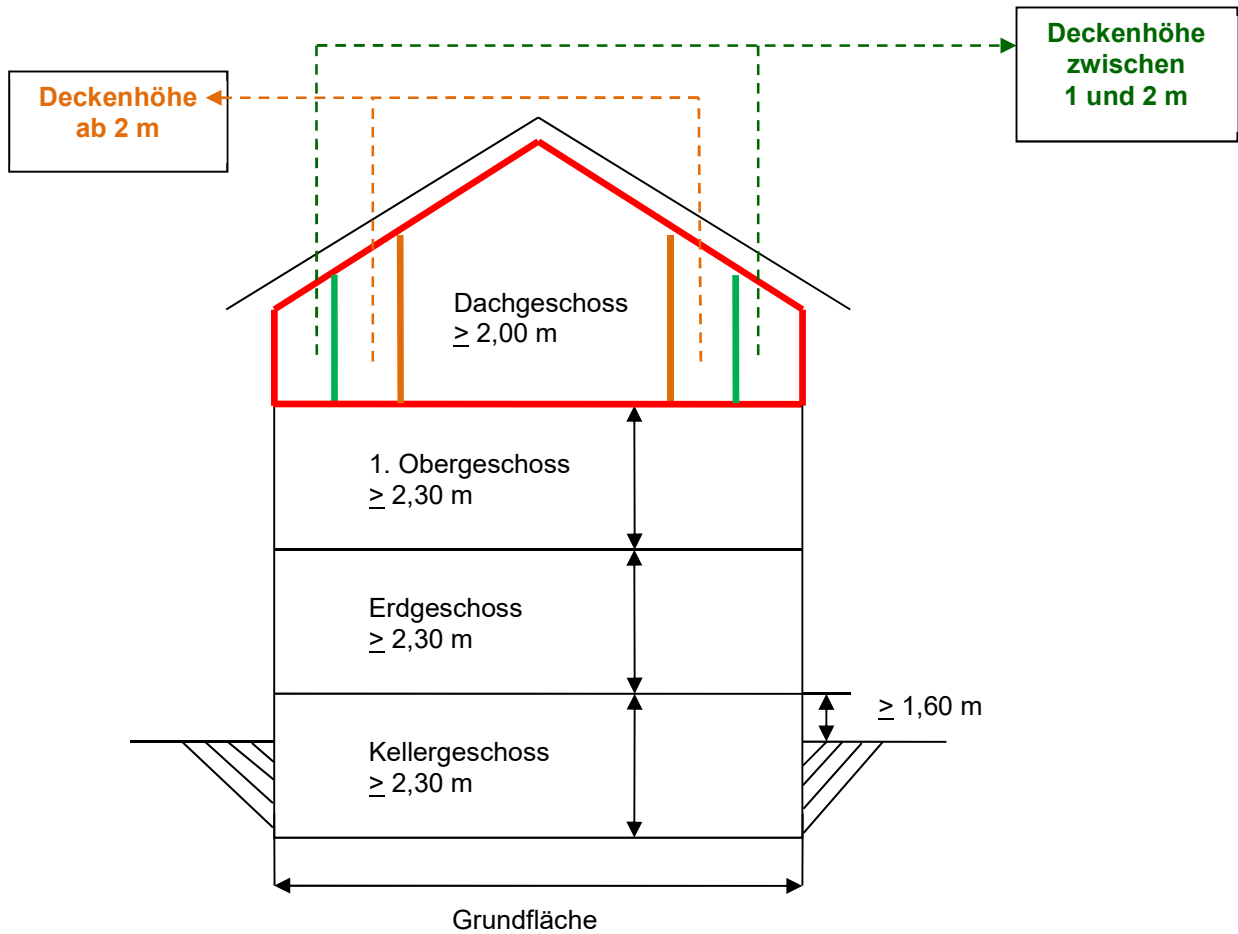 Deckenhöhe
zwischen
1 und 2 m
Deckenhöhe
ab 2 m
Dachgeschoss
≥ 2,00 m
1. Obergeschoss
≥ 2,30 m
Erdgeschoss
≥ 2,30 m
≥ 1,60 m
Kellergeschoss
≥ 2,30 m
Grundfläche